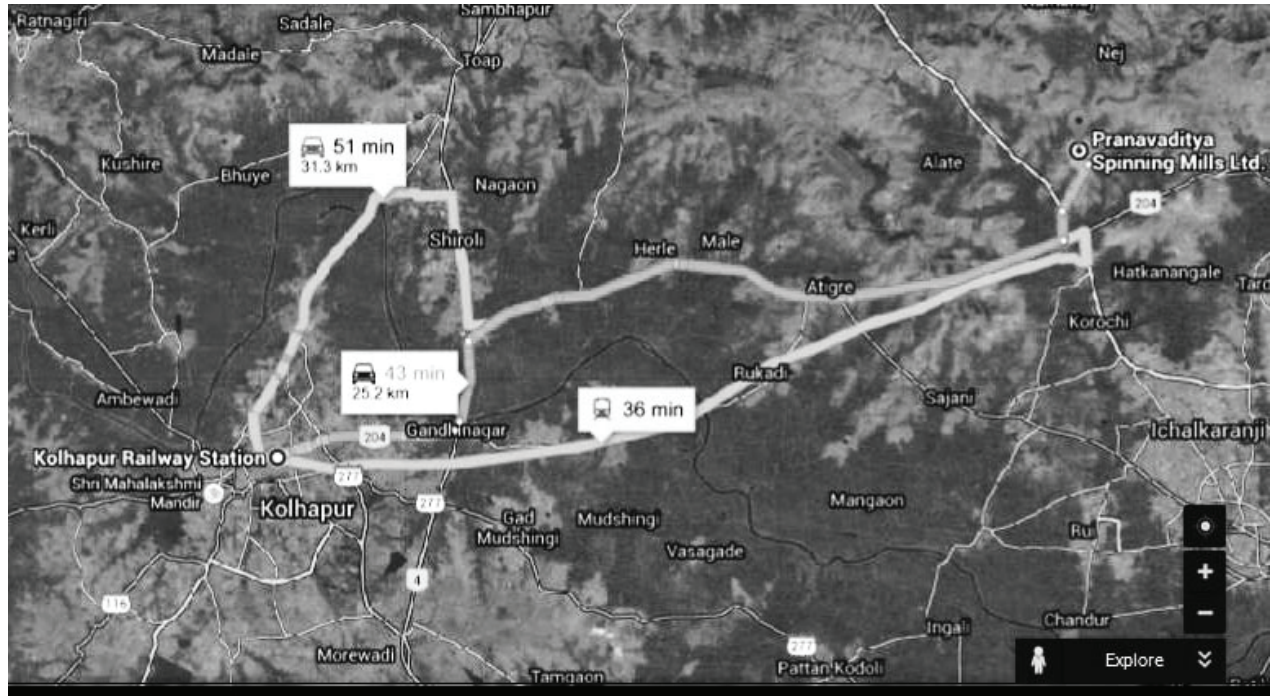 Ratnagiri
Sadale
Sambhapur
Madale
Toap
Nej
51 min
31.3 km
Pranavaditya
Spinning Mills Ltd.
Kushire
Bhuye
Nagaon
Alate
204
Kerli
Shiroli
Herle
Male
Hatkanangale
Atigre
Korochi
43 min
25.2 km
Rukadi
Ambewadi
36 min
Sajani
204
Gandhinagar
Ichalkaranji
Kolhapur Railway Station
277
Shri Mahalakshmi
Mandir
Kolhapur
277
Gad
Mudshingi
Mudshingi
Mangaon
Rui
Vasagade
4
116
Ingali
Chandur
277
Morewadi
Pattan Kodoli
Explore
Tamgaon